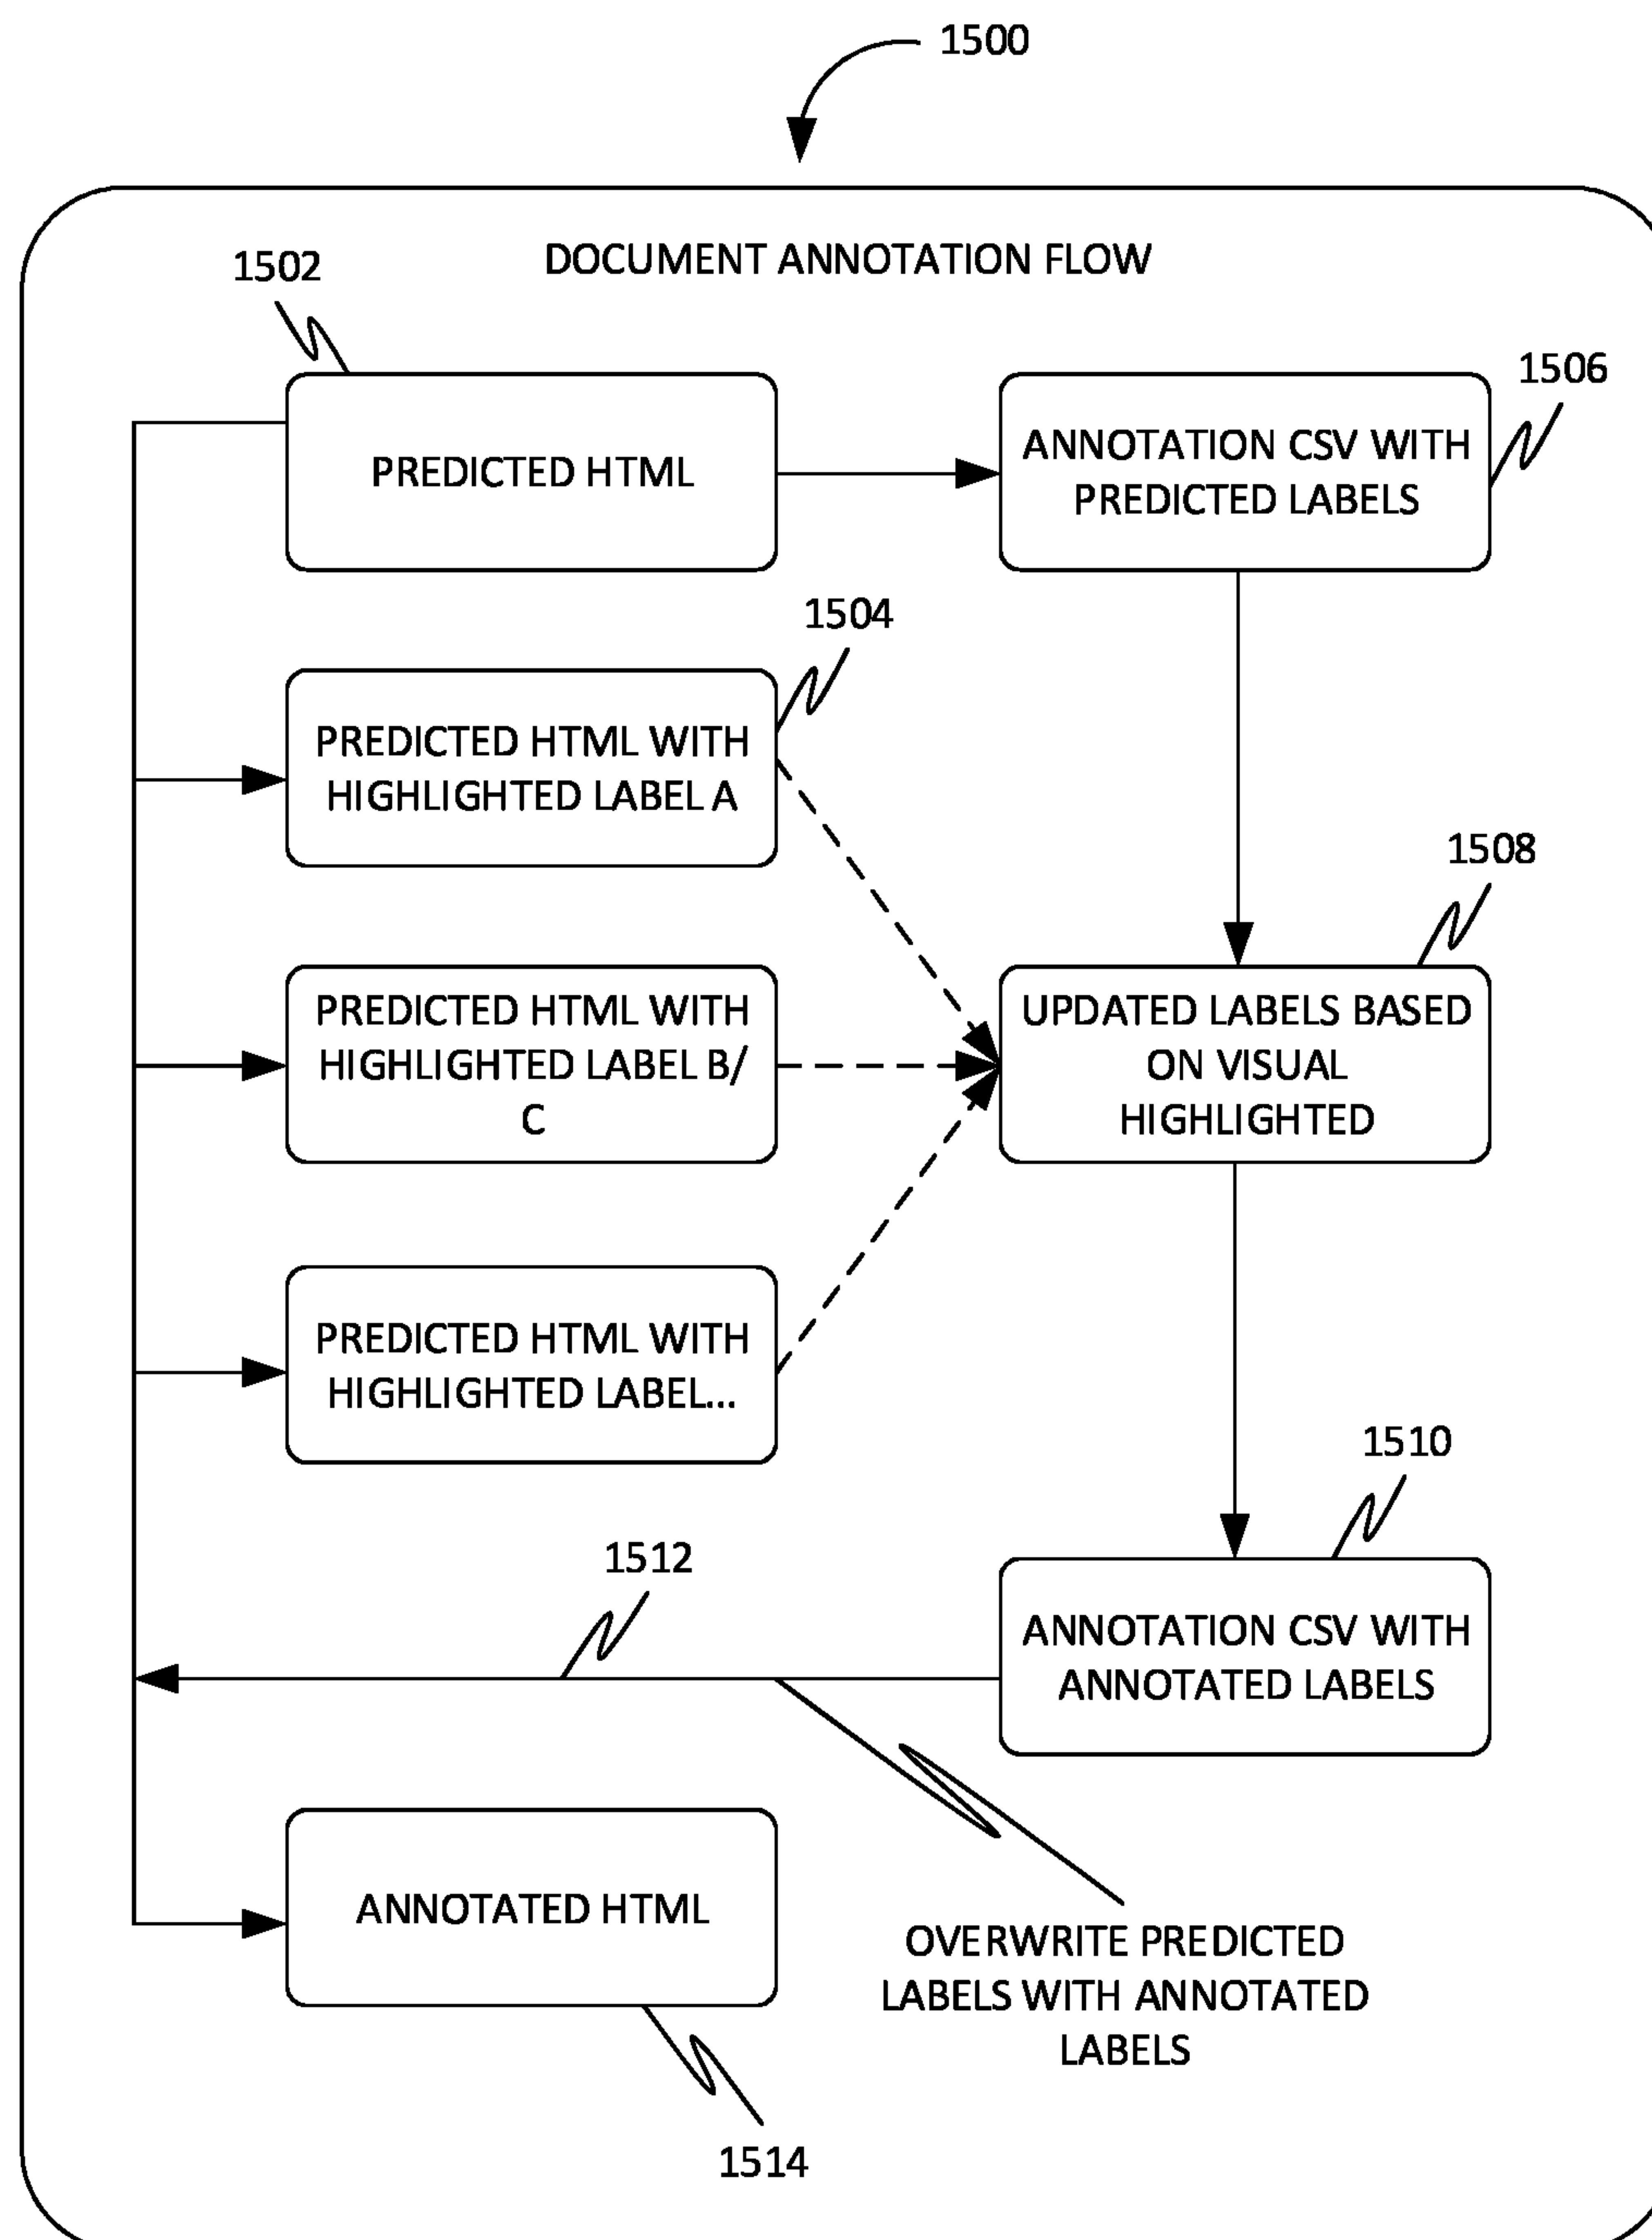 1500
DOCUMENT ANNOTATION FLOW
1502
1506
PREDICTED HTML
ANNOTATION CSV WITH
PREDICTED LABELS
1504
PREDICTED HTML WITH
HIGHLIGHTED LABEL A
1508
PREDICTED HTML WITH
HIGHLIGHTED LABEL B/
C
UPDATED LABELS BASED
ON VISUAL
HIGHLIGHTED
PREDICTED HTML WITH
HIGHLIGHTED LABEL...
1510
1512
ANNOTATION CSV WITH
ANNOTATED LABELS
ANNOTATED HTML
OVERWRITE PREDICTED
LABELS WITH ANNOTATED
LABELS
1514